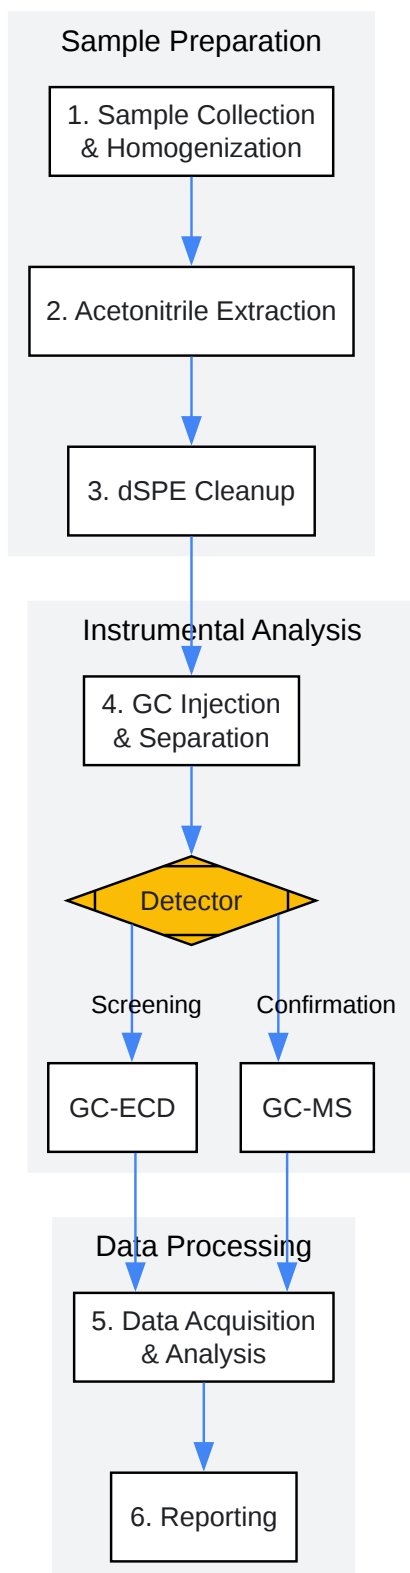 Sample Preparation
1. Sample Collection
& Homogenization
2. Acetonitrile Extraction
3. dSPE Cleanup
Instrumental Analysis
4. GC Injection
& Separation
Detector
Screening
Confirmation
GC-ECD
GC-MS
Data Processing
5. Data Acquisition
& Analysis
6. Reporting